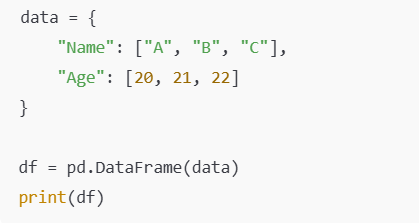 data = {
    "Name": ["A", "B", "C"],
    "Age": [20, 21, 22]
}
df = pd.DataFrame(data)
print(df)